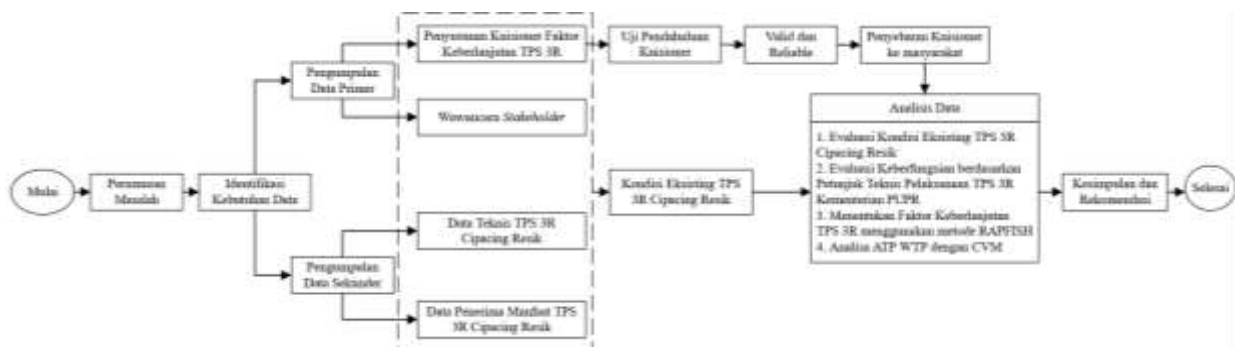 Mulai
Perumusan
Masalah
Identifikasi
Kebutuhan Data
Pengumpulan
Data Primer
Pengumpulan
Data Sekunder
Penyusunan Kuisioner Faktor
Keberlanjutan TPS 3R
Wawancara Stakeholder
Data Teknis TPS 3R
Cipacing Resik
Data Penerima Manfaat TPS
3R Cipacing Resik
Uji Pendahuluan
Kuisioner
Valid dan
Reliable
Penyebaran Kuisioner
ke masyarakat
Kondisi Eksisting TPS
3R Cipacing Resik
Analisis Data
1. Evaluasi Kondisi Eksisting TPS 3R
Cipacing Resik
2. Evaluasi Keberfungsian berdasarkan
Petunjuk Teknis Pelaksanaan TPS 3R
Kementerian PUPR
3. Menentukan Faktor Keberlanjutan
TPS 3R menggunakan metode RAPFISH
4. Analisa ATP WTP dengan CVM
Kesimpulan dan
Rekomendasi
Selesai